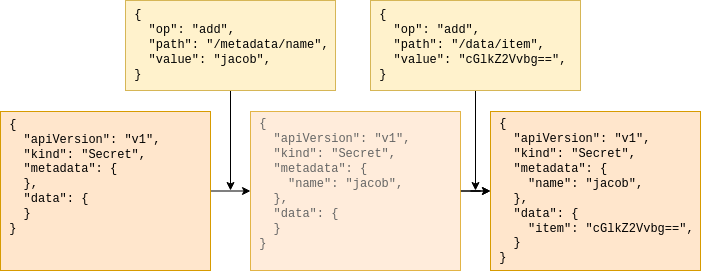 {
  "op": "add",
  "path": "/metadata/name",
  "value": "jacob",
}
{
  "op": "add",
  "path": "/data/item",
  "value": "cGlkZ2Vvbg==",
}
{
  "apiVersion": "v1",
  "kind": "Secret",
  "metadata": {
  },
  "data": {
  }
}
{
  "apiVersion": "v1",
  "kind": "Secret",
  "metadata": {
    "name": "jacob",
  },
  "data": {
  }
}
{
  "apiVersion": "v1",
  "kind": "Secret",
  "metadata": {
    "name": "jacob",
  },
  "data": {
    "item": "cGlkZ2Vvbg==",
  }
}